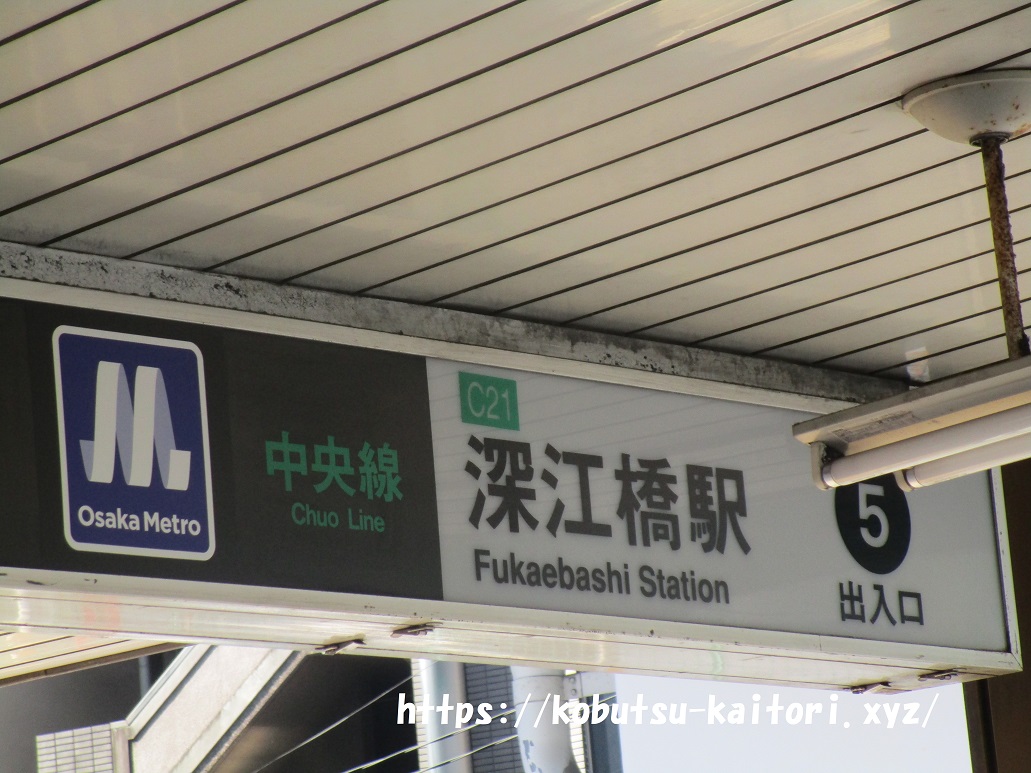 Osaka Metro
中央線
Chuo Line
C21
深江橋駅
Fukaebashi Station
5
出入口
https://kobutsu-kaitori.xyz/